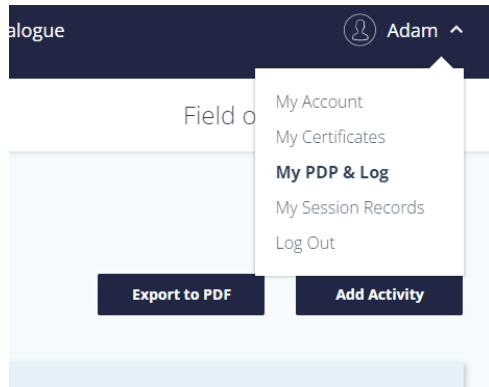 alogue
Adam
Field o
My Account
My Certificates
My PDP & Log
My Session Records
Log Out
Export to PDF
Add Activity